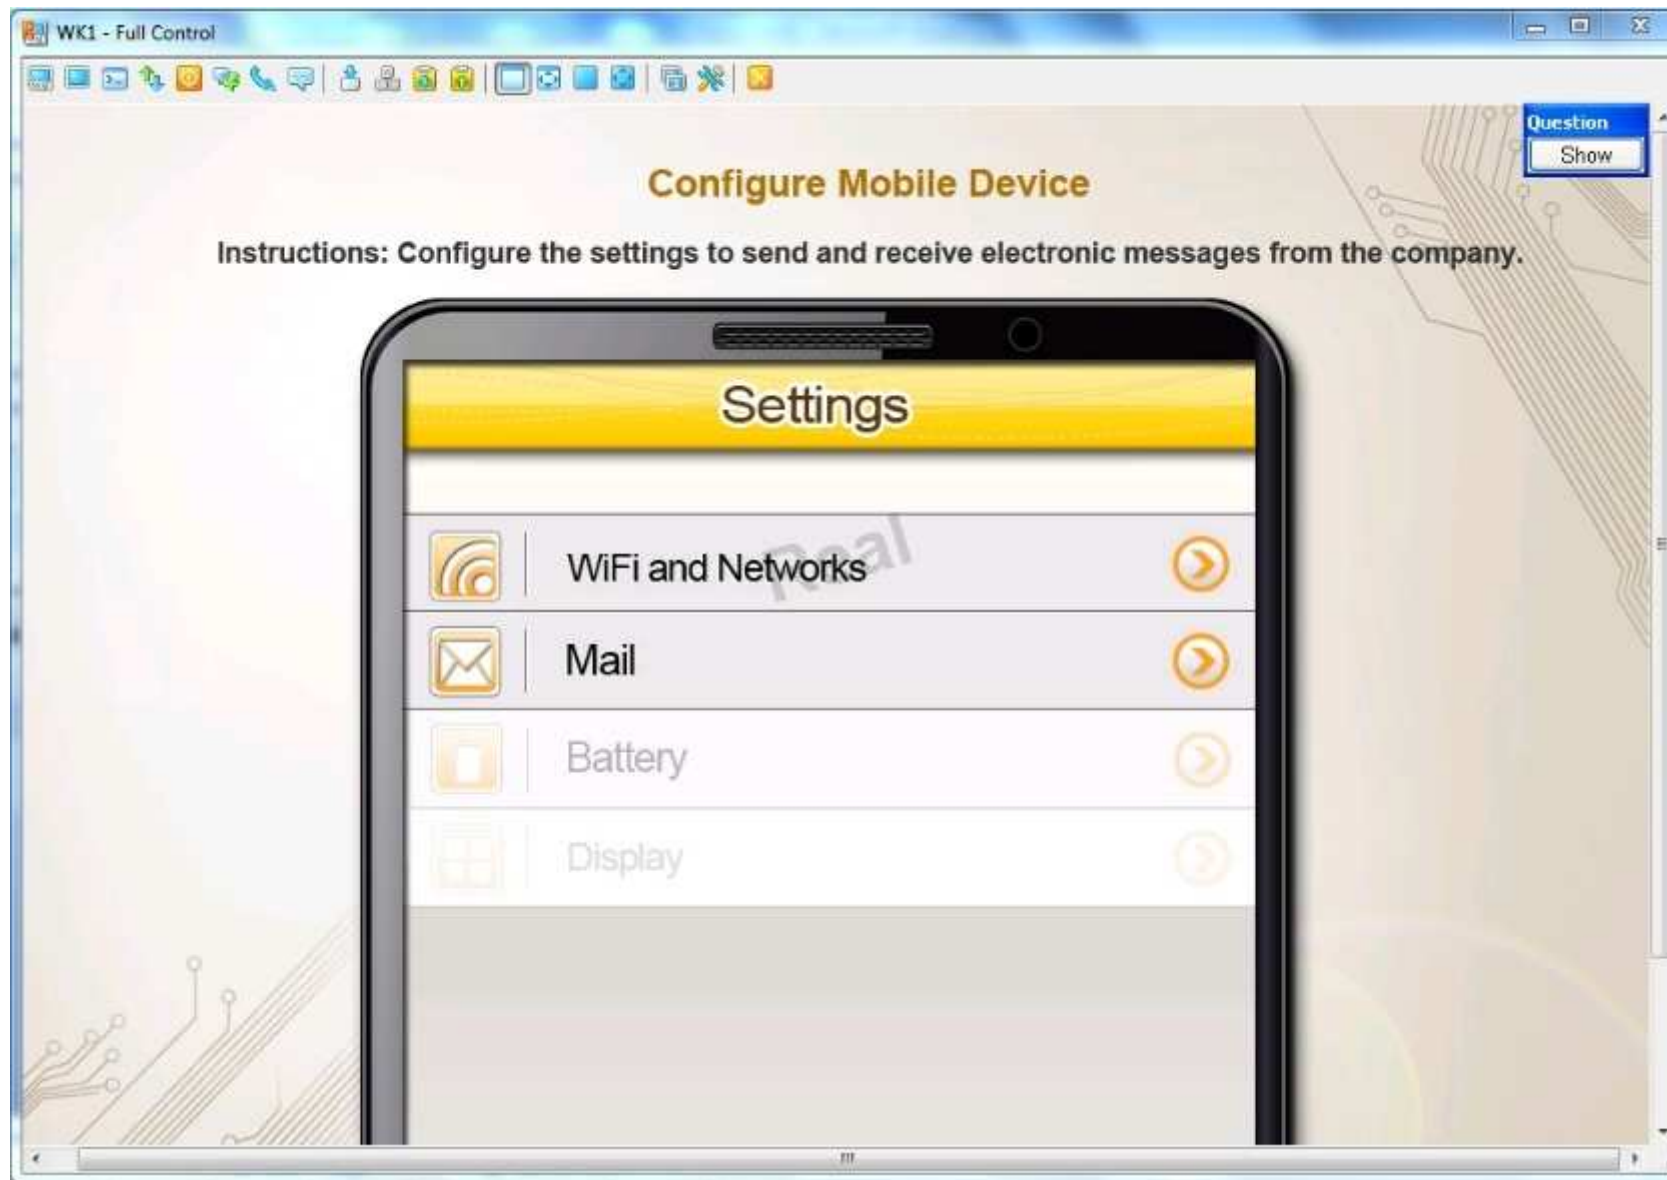 WK1 - Full Control
Question
Show
Configure Mobile Device
Instructions: Configure the settings to send and receive electronic messages from the company.
Settings
Real
WiFi and Networks
Mail
Battery
Display